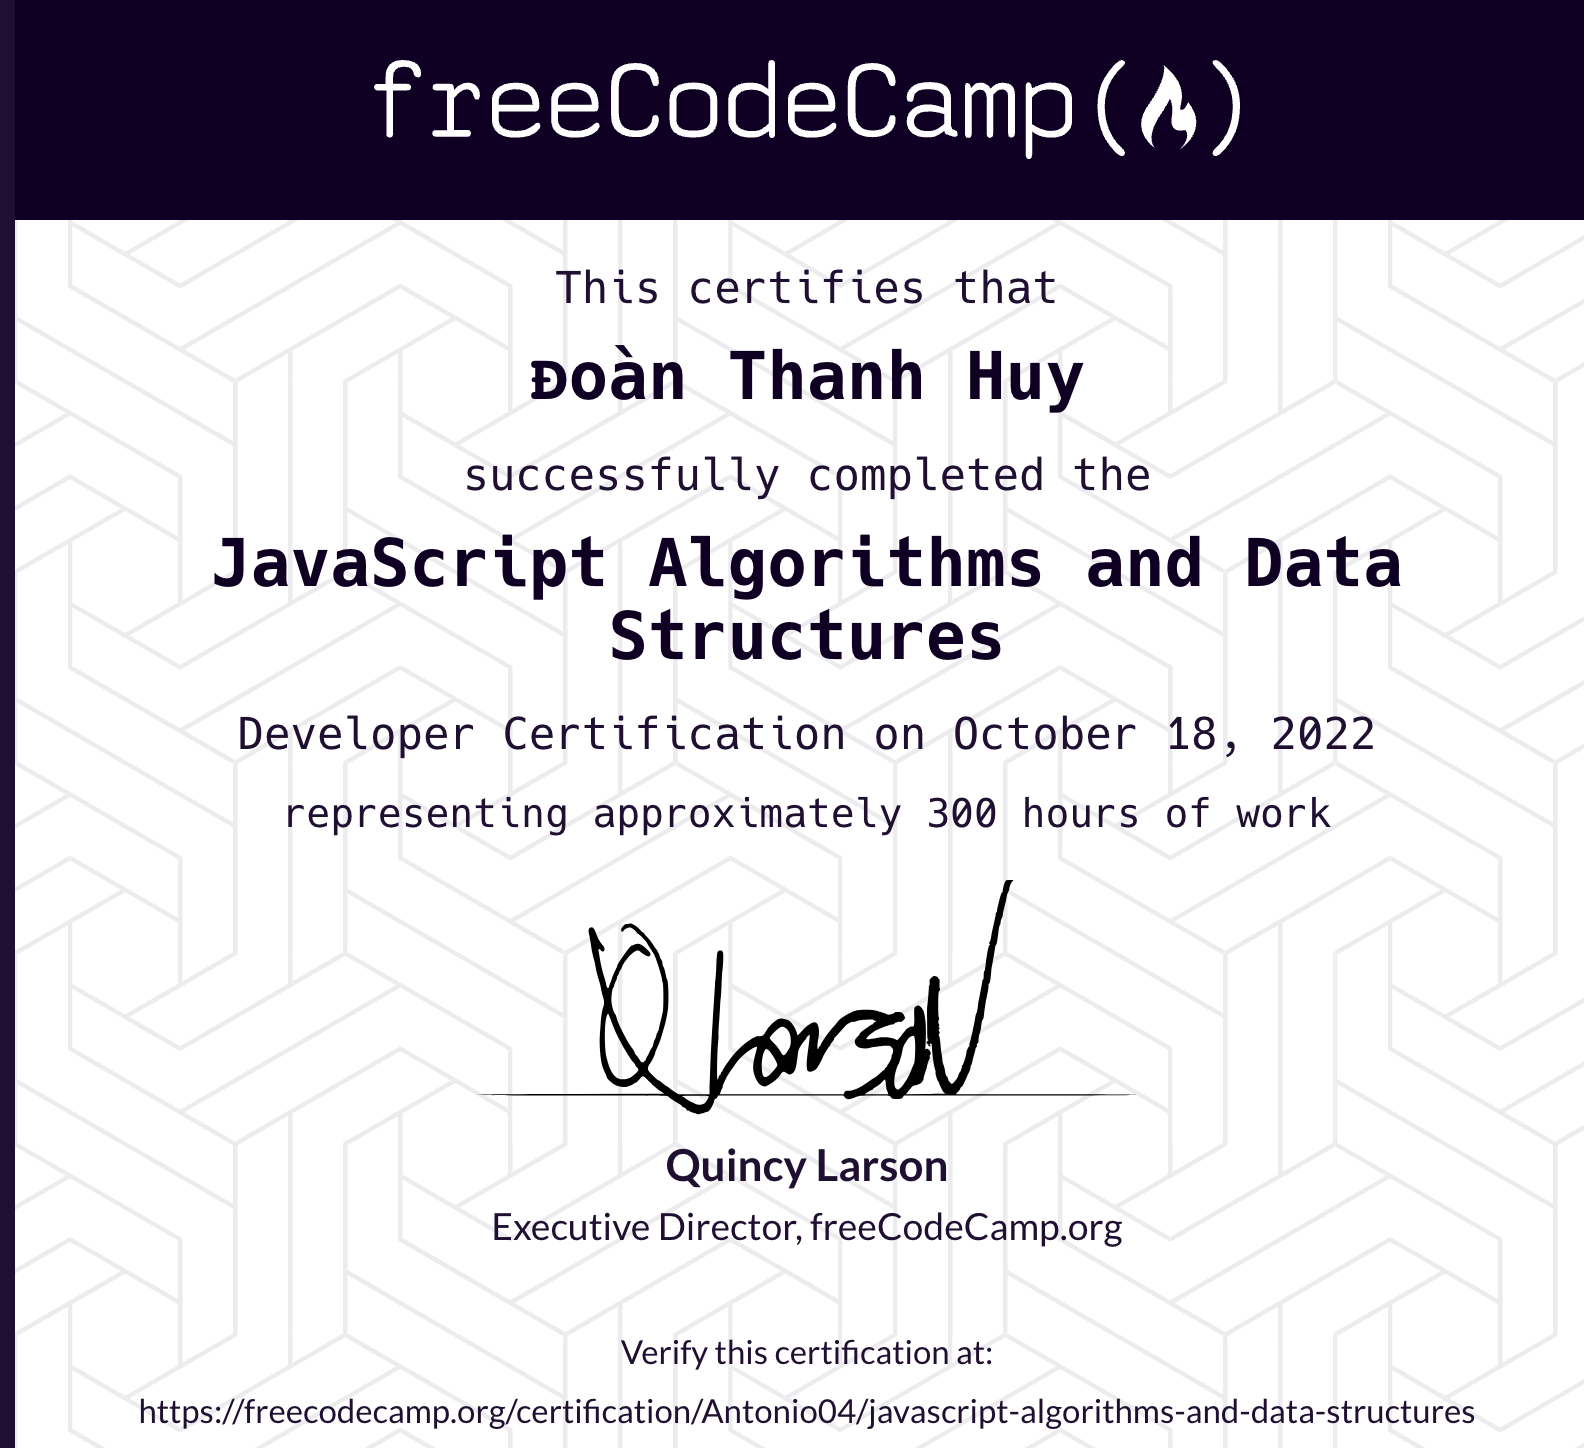 freeCodeCamp
This certifies that
Đoàn Thanh Huy
successfully completed the
JavaScript Algorithms and Data
Structures
Developer Certification on October 18, 2022
representing approximately 300 hours of work
Q Larson
Quincy Larson
Executive Director, freeCodeCamp.org
Verify this certification at:
https://freecodecamp.org/certification/Antonio04/javascript-algorithms-and-data-structures